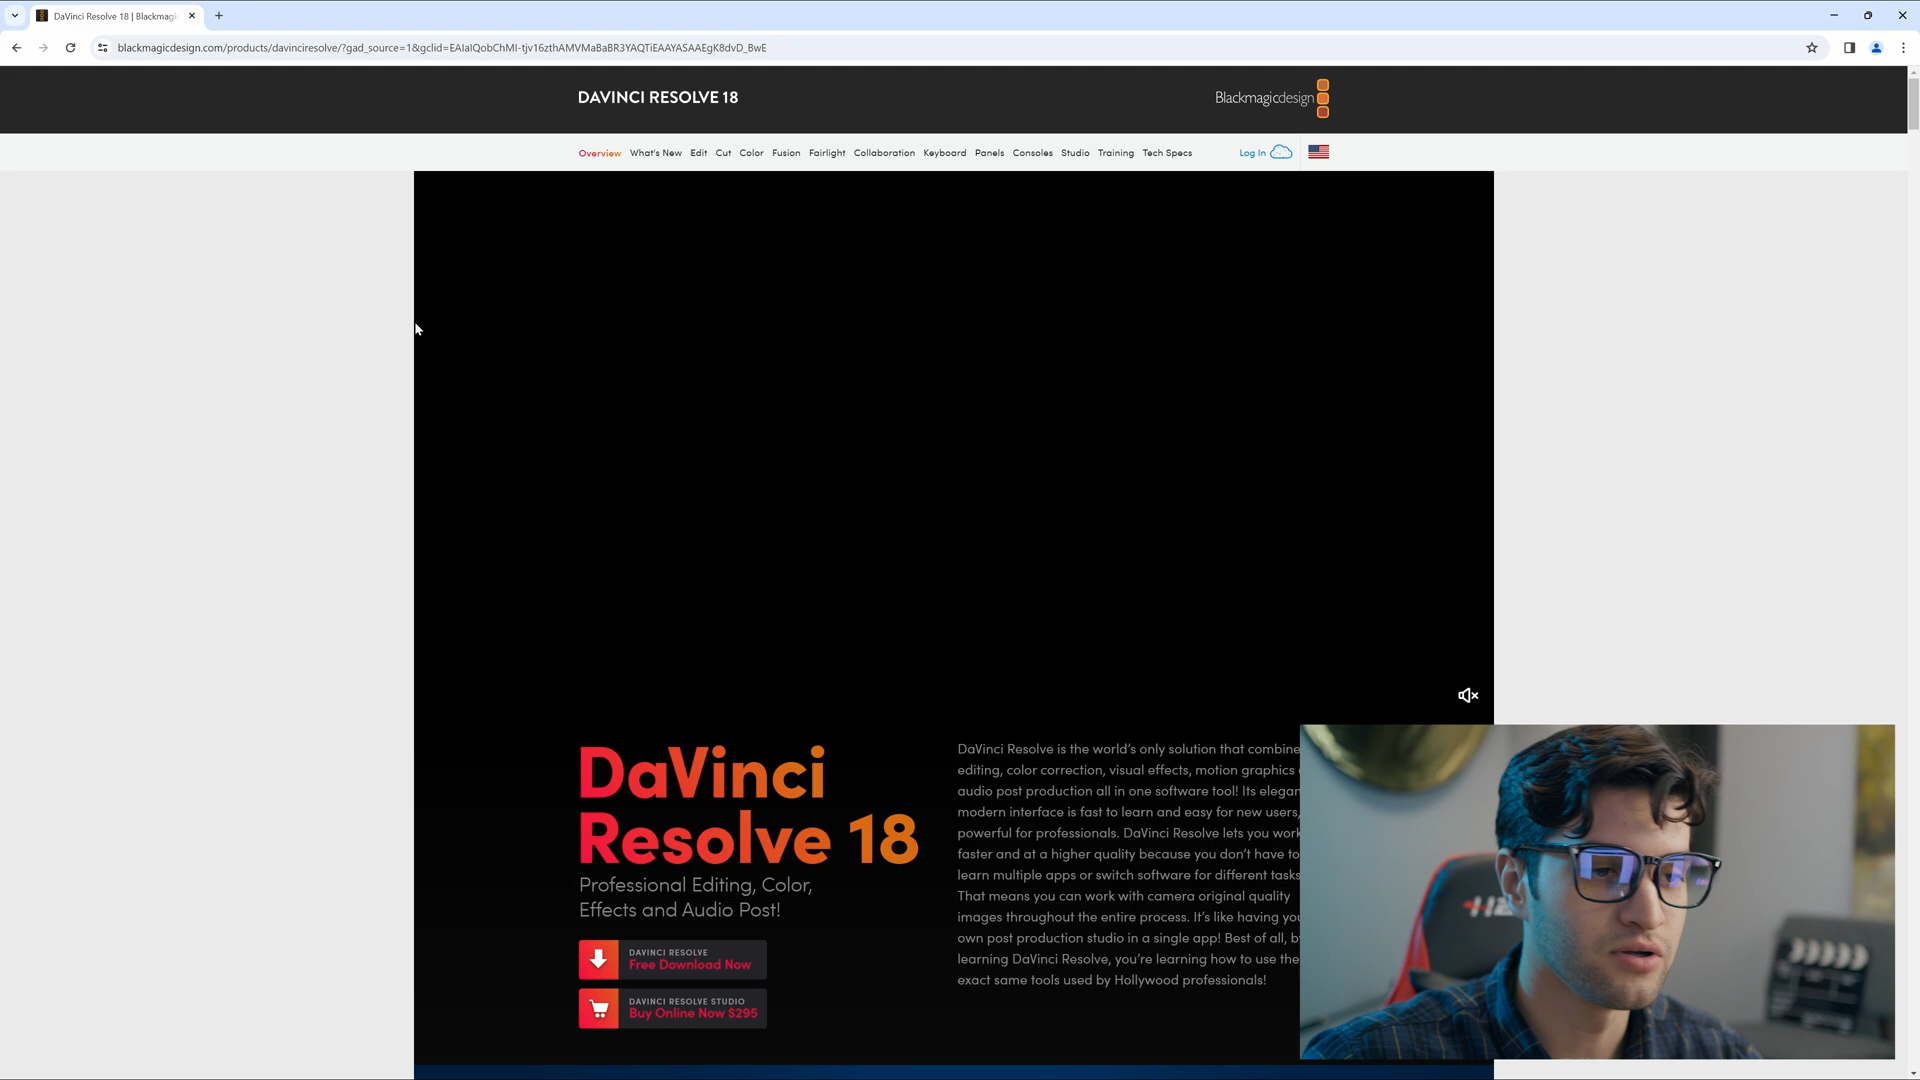 DaVinci Resolve 18 | Blackmagic
blackmagicdesign.com/products/davinciresolve/?gad_source=1&gclid=EAIaIQobChMI-tjv16zthAMVMaBaBR3YAQTiEAAYASAAEgK8dvD_BwE
DAVINCI RESOLVE 18
Blackmagicdesign
Overview What's New Edit Cut Color Fusion Fairlight Collaboration Keyboard Panels Consoles Studio Training Tech Specs Log In
DaVinci
Resolve 18
Professional Editing, Color,
Effects and Audio Post!
DAVINCI RESOLVE
Free Download Now
DAVINCI RESOLVE STUDIO
Buy Online Now $295
DaVinci Resolve is the world's only solution that combine
editing, color correction, visual effects, motion graphics
audio post production all in one software tool! Its elegan
modern interface is fast to learn and easy for new users,
powerful for professionals. DaVinci Resolve lets you work
faster and at a higher quality because you don't have to
learn multiple apps or switch software for different tasks
That means you can work with camera original quality
images throughout the entire process. It's like having you
own post production studio in a single app! Best of all, b
learning DaVinci Resolve, you're learning how to use the
exact same tools used by Hollywood professionals!